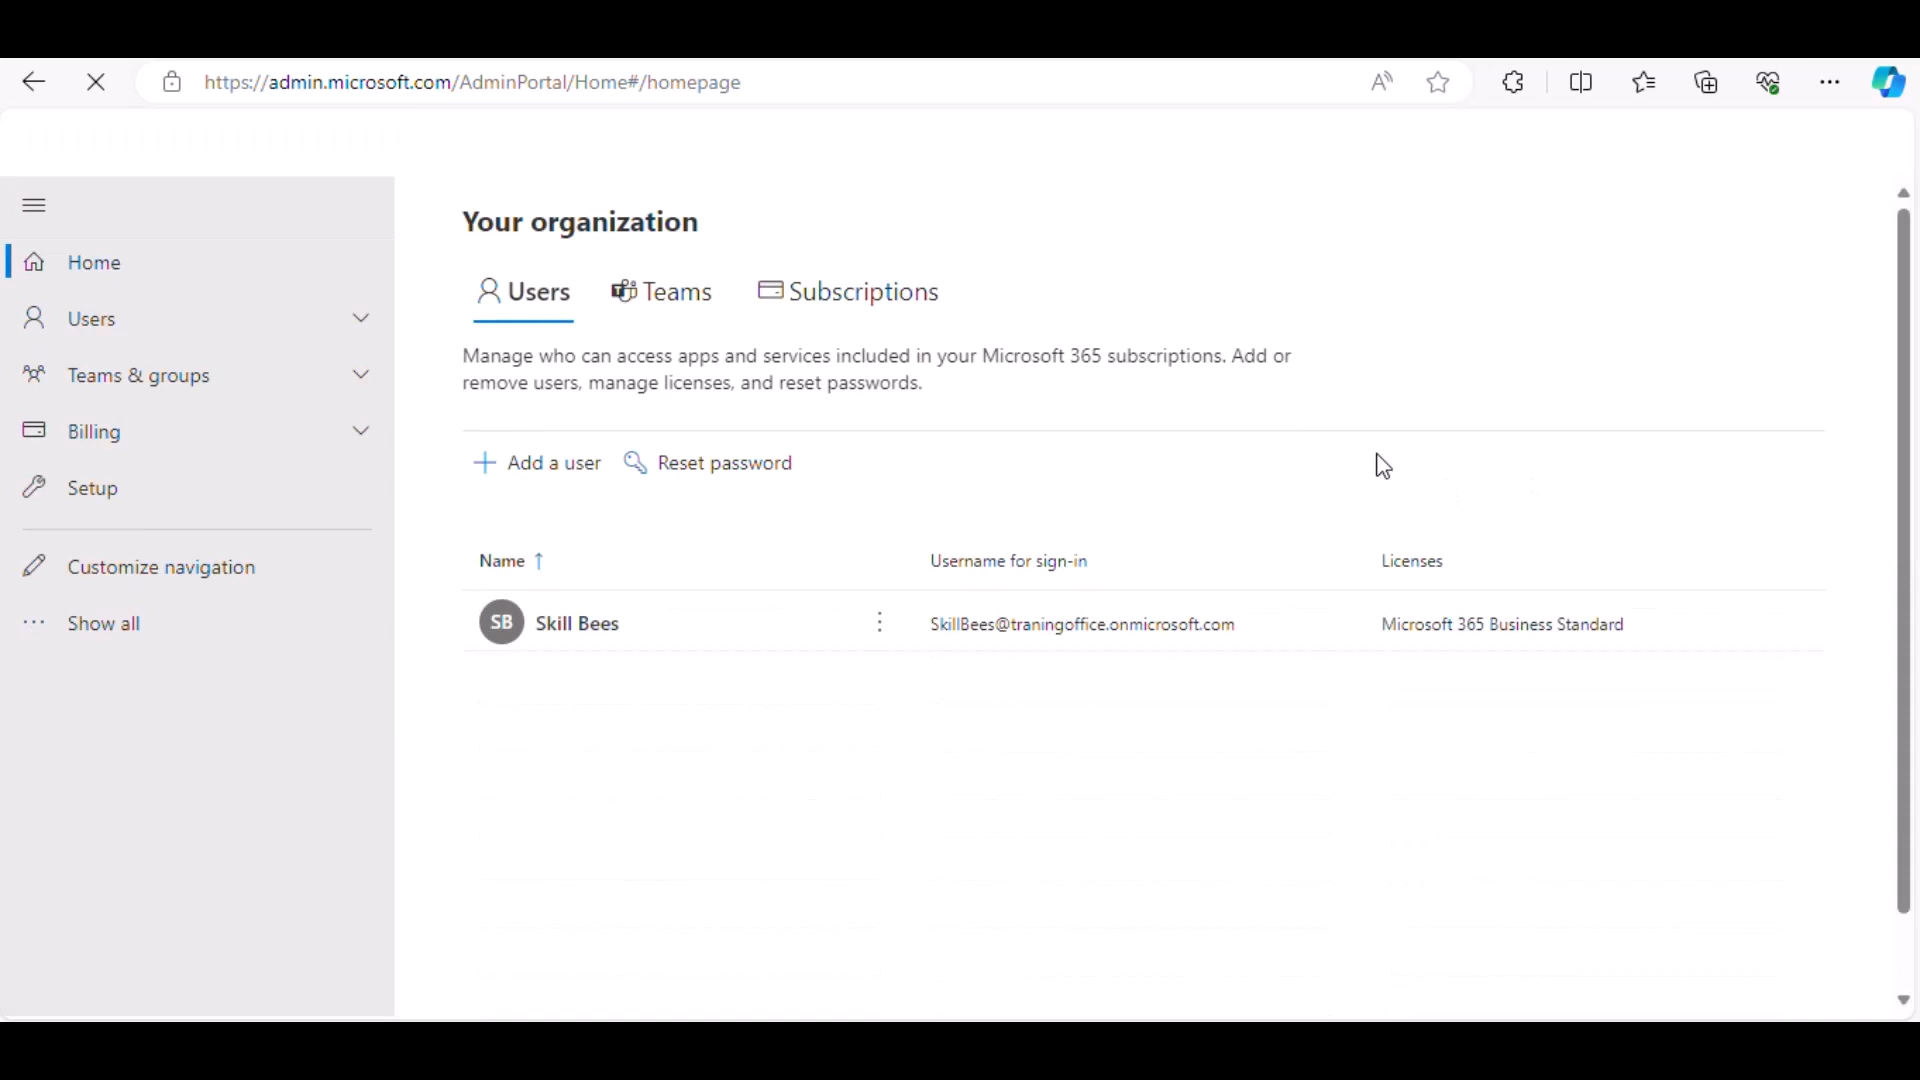 https://admin.microsoft.com/AdminPortal/Home#/homepage
Home
Users
Teams & groups
Billing
Setup
Customize navigation
Show all
Your organization
Users
Teams
Subscriptions
Manage who can access apps and services included in your Microsoft 365 subscriptions. Add or
remove users, manage licenses, and reset passwords.
Add a user
Reset password
Name ↑
Username for sign-in
Licenses
SB
Skill Bees
SkillBees@traningoffice.onmicrosoft.com
Microsoft 365 Business Standard